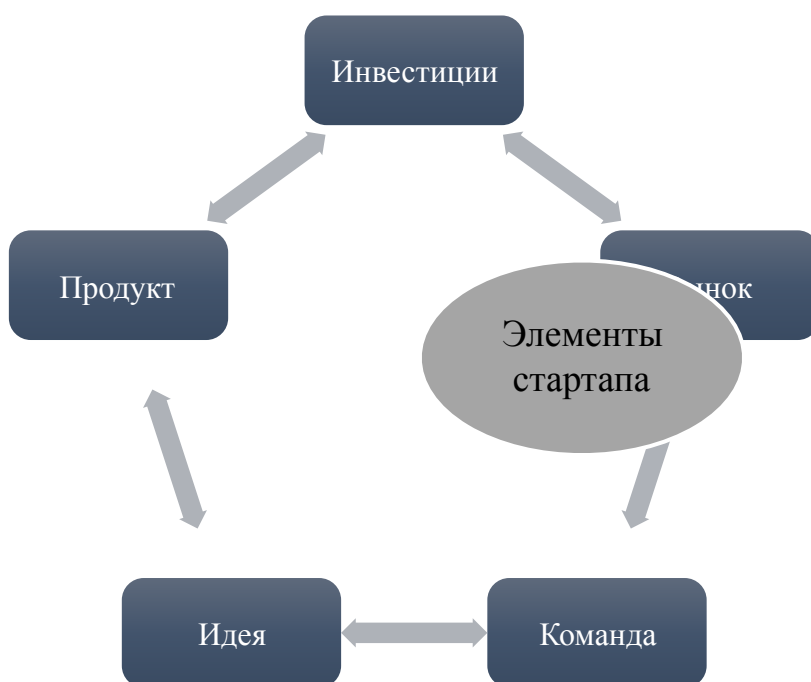 Инвестиции
Продукт
Элементы
стартапа
Идея
Команда